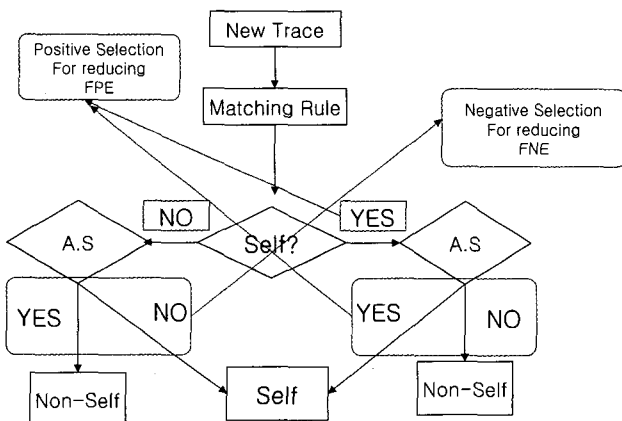 New Trace
Positive Selection
For reducing
FPE
Matching Rule
Negative Selection
For reducing
FNE
NO
YES
A.S
Self?
A.S
YES
NO
YES
NO
Non-Self
Self
Non-Self